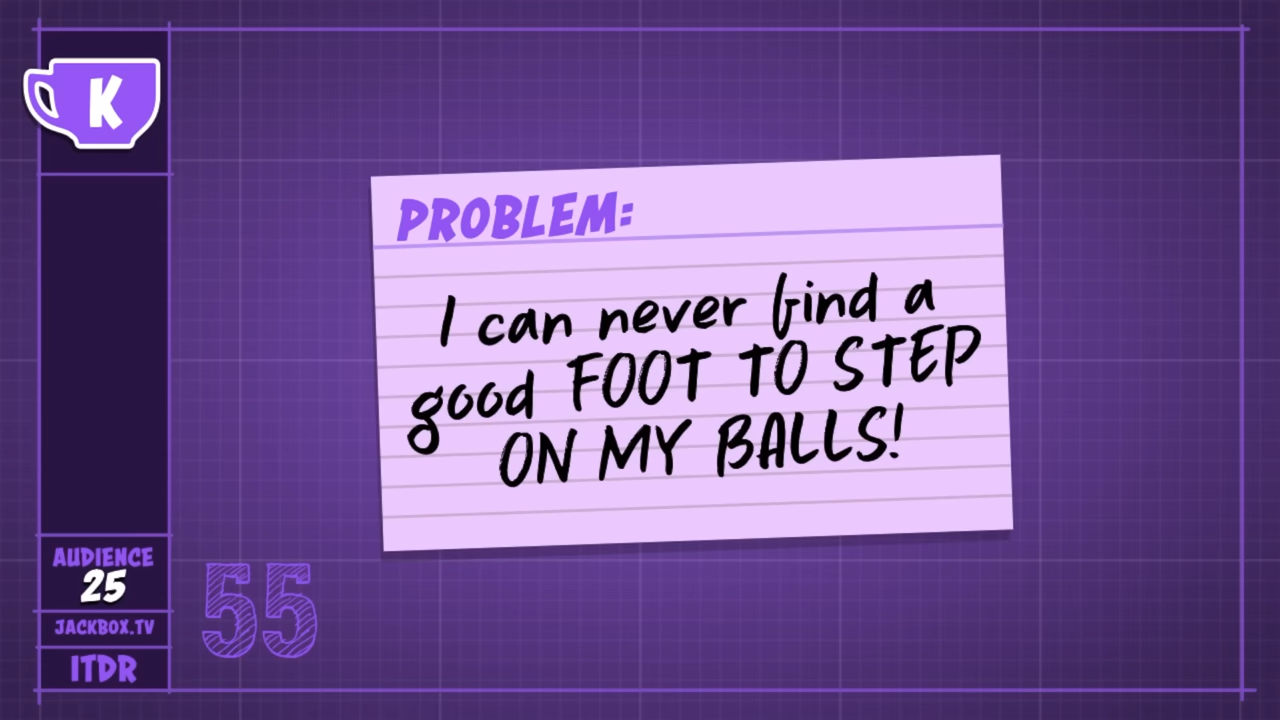 K
PROBLEM:
I can never find a
good FOOT TO STEP
ON MY BALLS!
AUDIENCE
25
JACKBOX.TV
ITDR
55